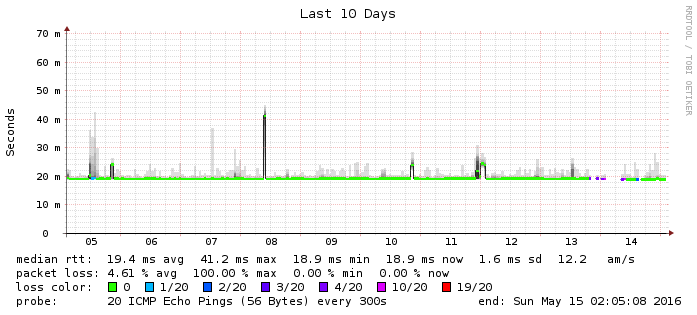 Last 10 Days
RRDTOOL / TOBI OETIKER
Seconds
70 m
60 m
50 m
40 m
30 m
20 m
10 m
0
05 06 07 08 09 10 11 12 13 14
median rtt: 19.4 ms avg 41.2 ms max 18.9 ms min 18.9 ms now 1.6 ms sd 12.2 am/s
packet loss: 4.61 % avg 100.00 % max 0.00 % min 0.00 % now
loss color: 0 1/20 2/20 3/20 4/20 10/20 19/20
probe: 20 ICMP Echo Pings (56 Bytes) every 300s end: Sun May 15 02:05:08 2016